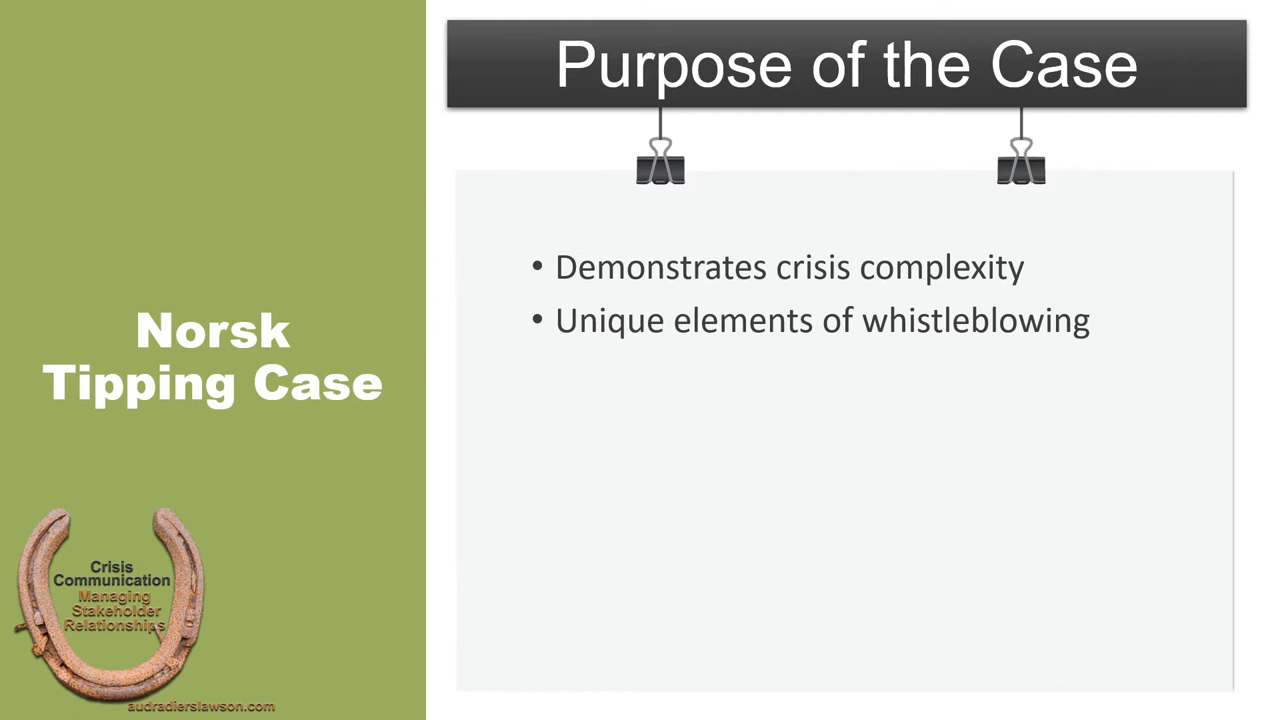 Purpose of the Case
• Demonstrates crisis complexity
• Unique elements of whistleblowing
Norsk
Tipping Case
Crisis
Communication
Managing
Stakeholder
Relationships
audradierslawson.com